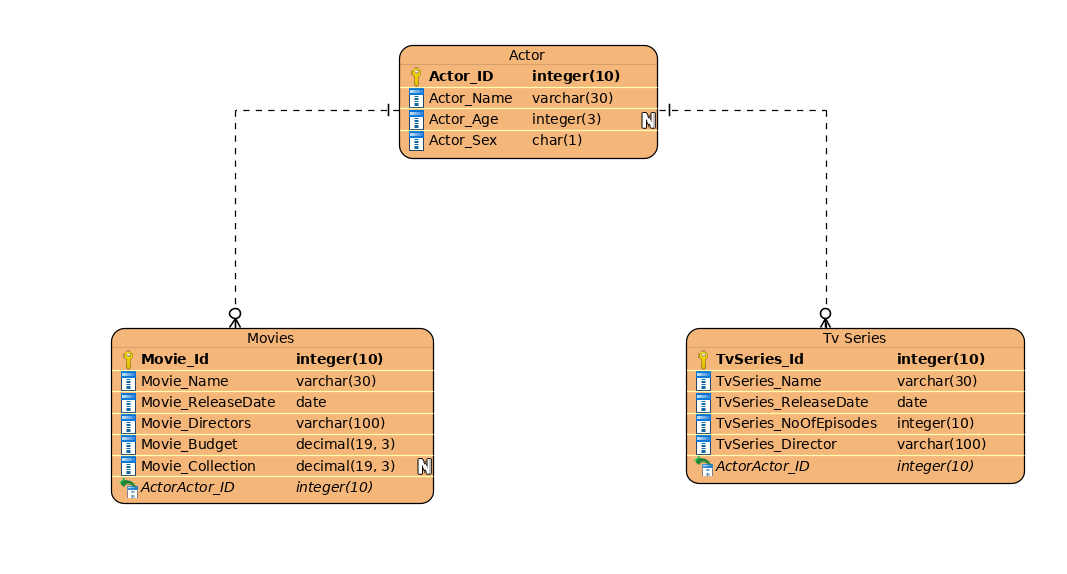 Actor
Actor_ID integer(10)
Actor_Name varchar(30)
Actor_Age integer(3) N
Actor_Sex char(1)
Movies
Movie_Id integer(10)
Movie_Name varchar(30)
Movie_ReleaseDate date
Movie_Directors varchar(100)
Movie_Budget decimal(19, 3)
Movie_Collection decimal(19, 3) N
ActorActor_ID integer(10)
Tv Series
TvSeries_Id integer(10)
TvSeries_Name varchar(30)
TvSeries_ReleaseDate date
TvSeries_NoOfEpisodes integer(10)
TvSeries_Director varchar(100)
ActorActor_ID integer(10)